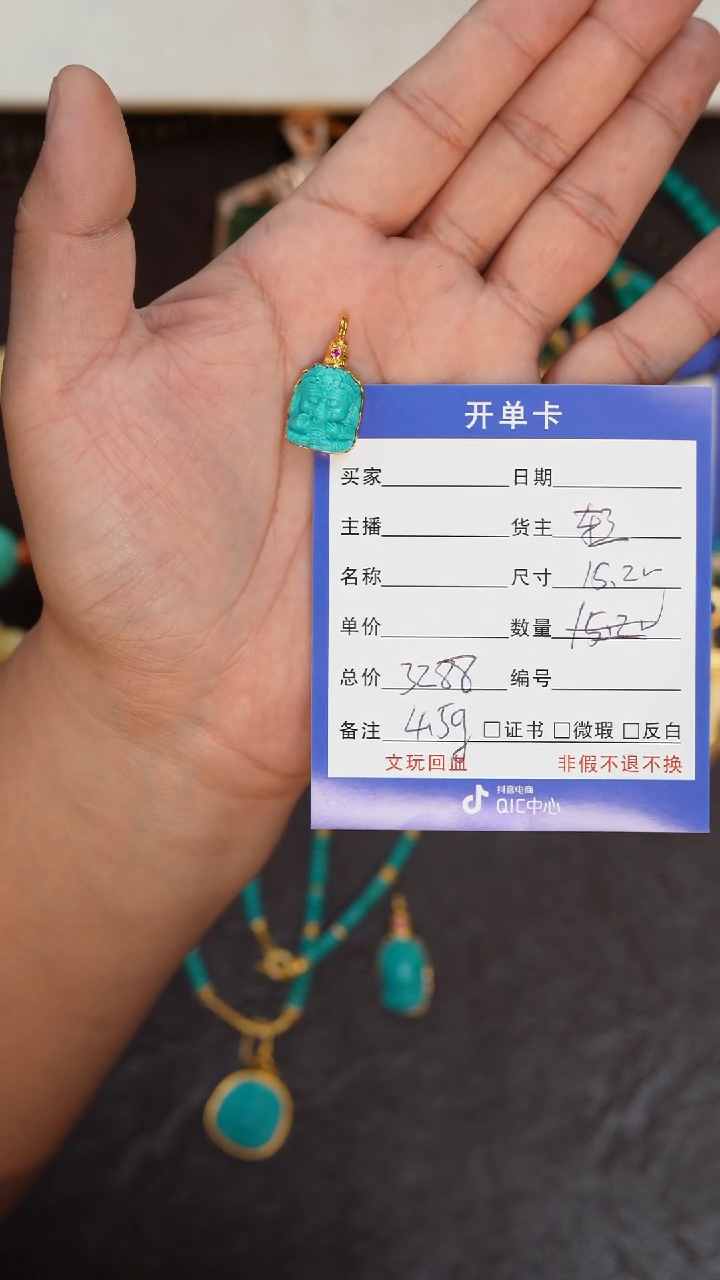 开单卡
买家 日期
主播 货主
名称 尺寸 15.2
单价 数量 15.2
总价 3288 编号
备注 4.5g □证书 □微瑕 □反白
文玩回血 非假不退不换
抖音电商
QIC中心